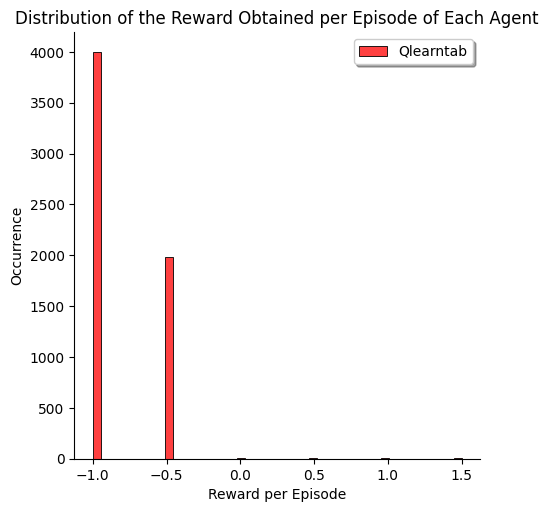 Distribution of the Reward Obtained per Episode of Each Agent
Qlearntab
4000
3500
3000
2500
2000
1500
1000
500
0
Occurrence
−1.0 −0.5 0.0 0.5 1.0 1.5
Reward per Episode